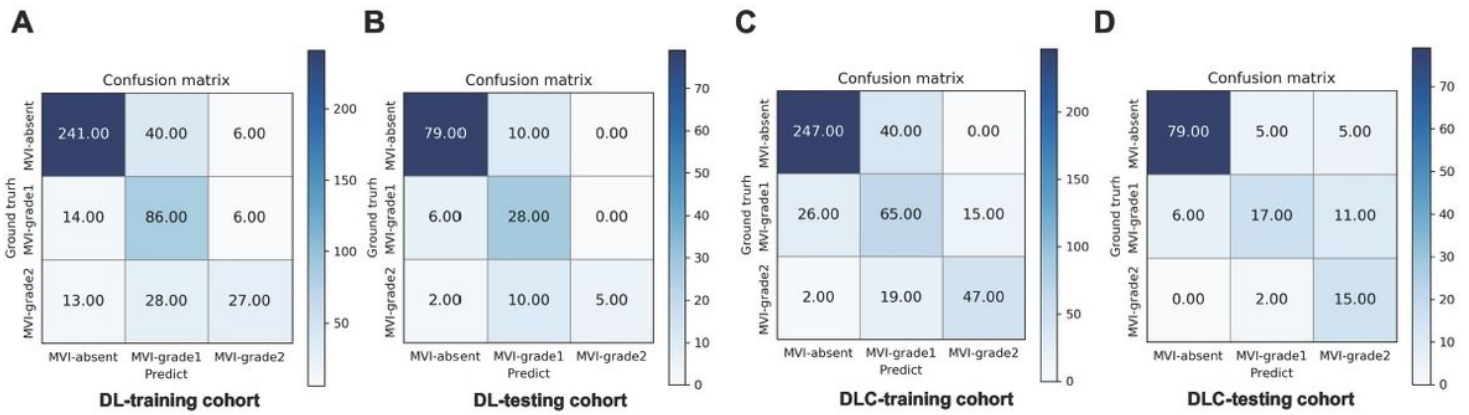 A
Confusion matrix
Ground trurh
MVI-absent
MVI-grade1
MVI-grade2
241.00 40.00 6.00
14.00 86.00 6.00
13.00 28.00 27.00
MVI-absent MVI-grade1 MVI-grade2
Predict
200
150
100
50
DL-training cohort
B
Confusion matrix
Ground trurh
MVI-absent
MVI-grade1
MVI-grade2
79.00 10.00 0.00
6.00 28.00 0.00
2.00 10.00 5.00
MVI-absent MVI-grade1 MVI-grade2
Predict
70
60
50
40
30
20
10
0
DL-testing cohort
C
Confusion matrix
Ground trurh
MVI-absent
MVI-grade1
MVI-grade2
247.00 40.00 0.00
26.00 65.00 15.00
2.00 19.00 47.00
MVI-absent MVI-grade1 MVI-grade2
Predict
200
150
100
50
0
DLC-training cohort
D
Confusion matrix
Ground trurh
MVI-absent
MVI-grade1
MVI-grade2
79.00 5.00 5.00
6.00 17.00 11.00
0.00 2.00 15.00
MVI-absent MVI-grade1 MVI-grade2
Predict
70
60
50
40
30
20
10
0
DLC-testing cohort